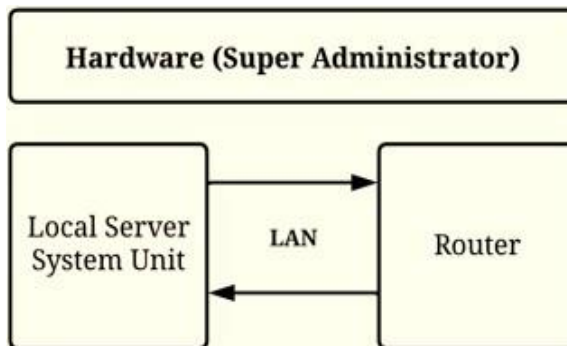 Hardware (Super Administrator)
Local Server
System Unit
LAN
Router